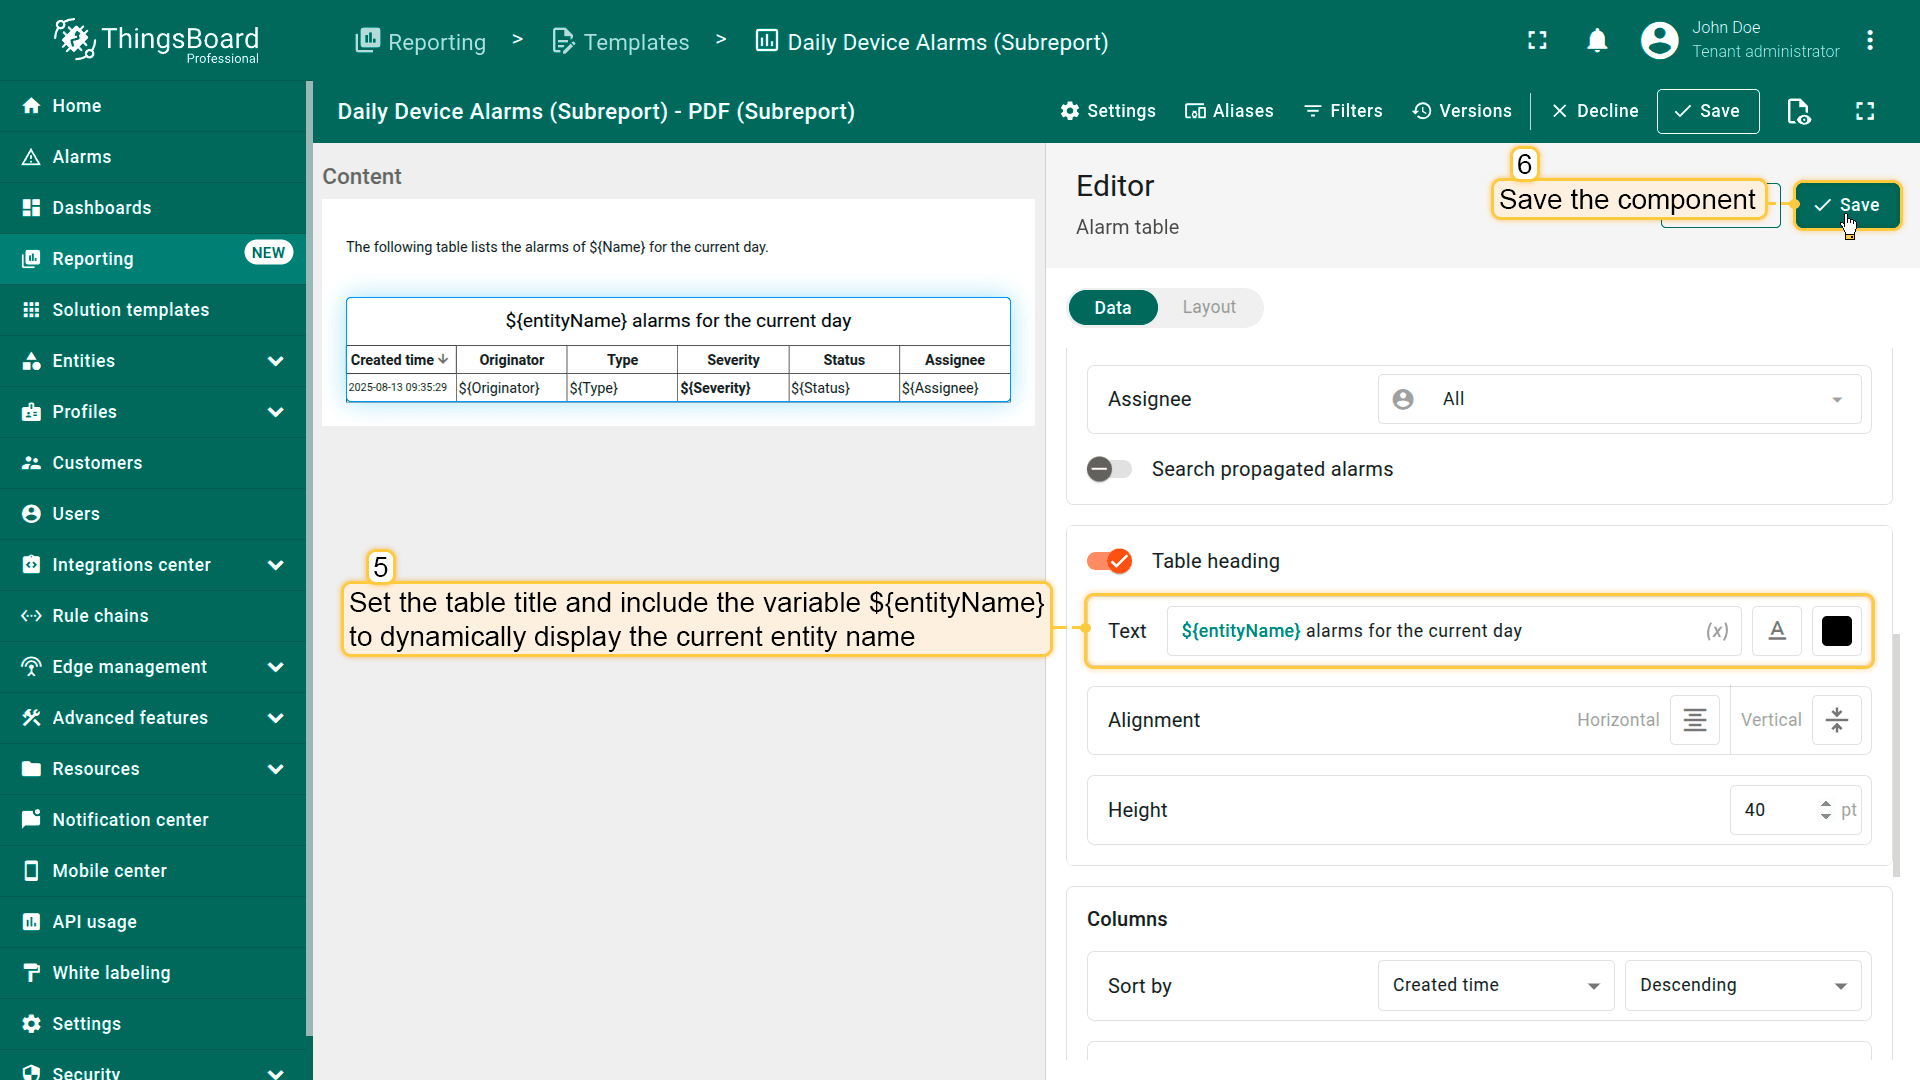 ThingsBoard
Professional
Reporting > Templates > Daily Device Alarms (Subreport)
John Doe
Tenant administrator
Home
Alarms
Dashboards
Reporting NEW
Solution templates
Entities
Profiles
Customers
Users
Integrations center
Rule chains
Edge management
Advanced features
Resources
Notification center
Mobile center
API usage
White labeling
Settings
Security
Daily Device Alarms (Subreport) - PDF (Subreport)
Settings Aliases Filters Versions Decline Save
Content
The following table lists the alarms of ${Name} for the current day.
${entityName} alarms for the current day
Created time Originator Type Severity Status Assignee
2025-08-13 09:35:29 ${Originator} ${Type} ${Severity} ${Status} ${Assignee}
5
Set the table title and include the variable ${entityName}
to dynamically display the current entity name
Editor
Alarm table
6
Save the component
Save
Data Layout
Assignee All
Search propagated alarms
Table heading
Text ${entityName} alarms for the current day (x) A
Alignment Horizontal Vertical
Height 40 pt
Columns
Sort by Created time Descending